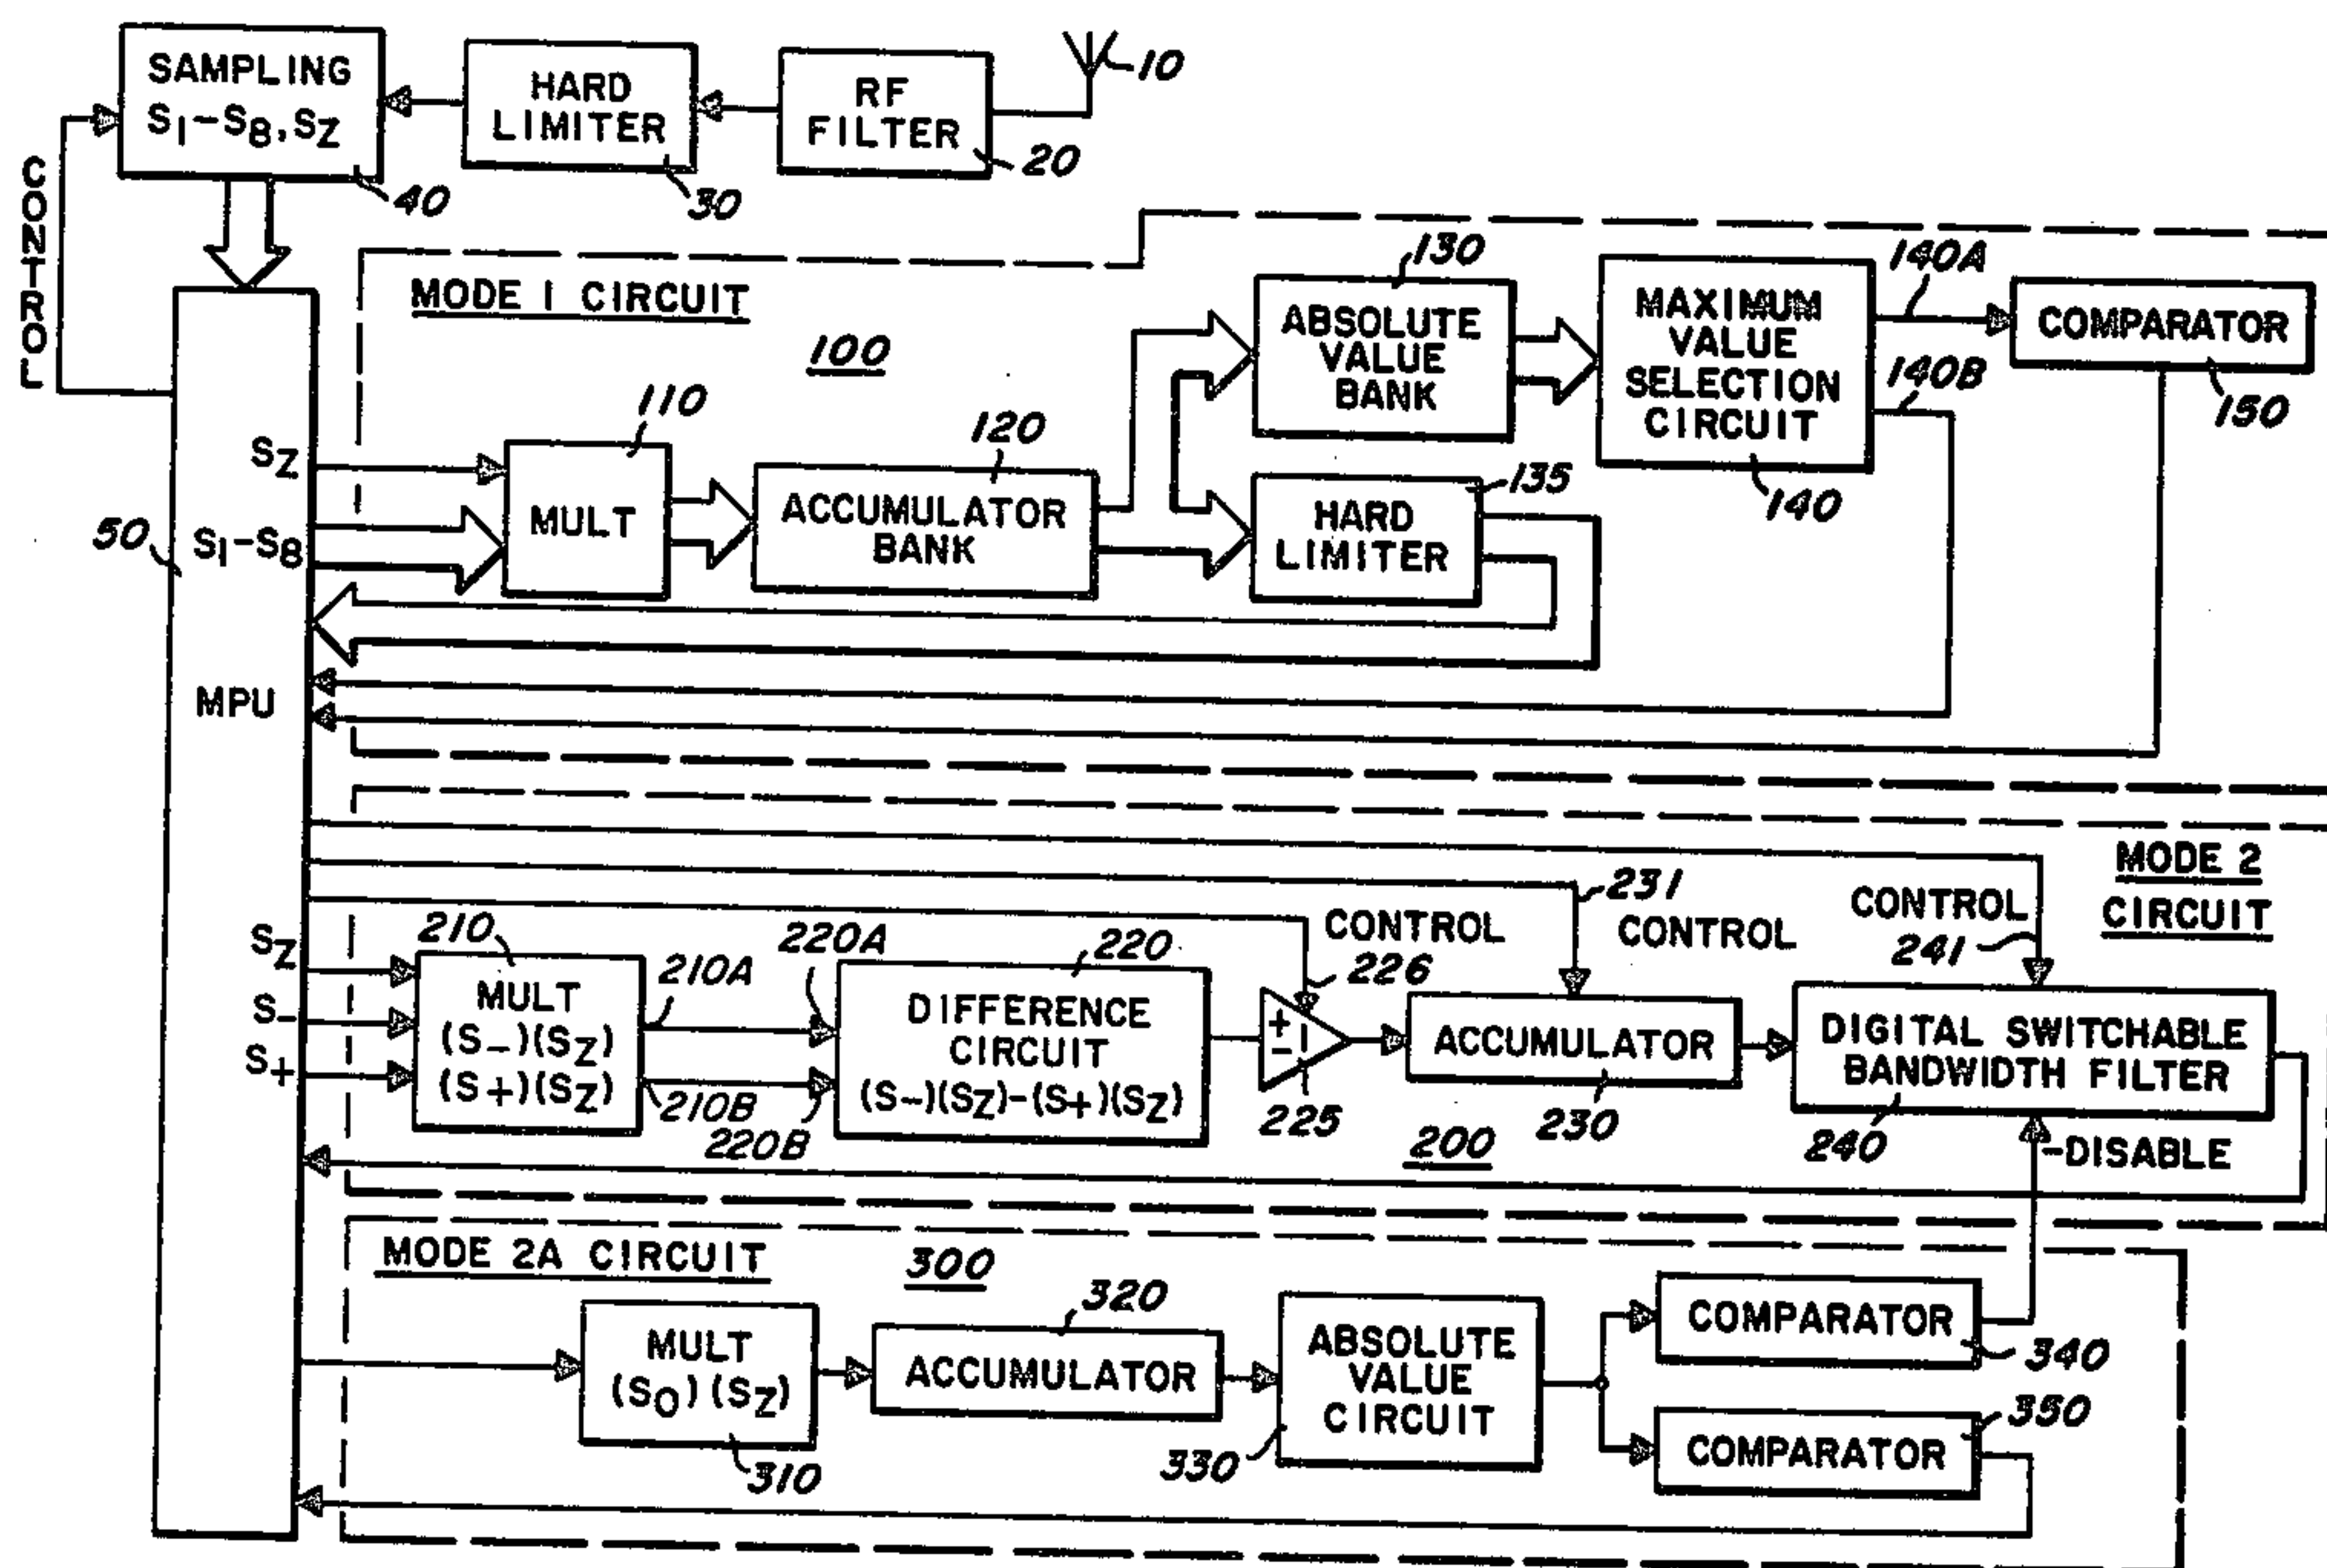 SAMPLING
S1-S8, SZ
40
HARD
LIMITER
30
RF
FILTER
20
10
CONTROL
MODE 1 CIRCUIT
100
130
ABSOLUTE
VALUE
BANK
MAXIMUM
VALUE
SELECTION
CIRCUIT
140
140A
140B
COMPARATOR
150
SZ
S1-S8
50
MPU
110
MULT
120
ACCUMULATOR
BANK
135
HARD
LIMITER
MODE 2
CIRCUIT
SZ
S-
S+
210
MULT
(S-)(SZ)
(S+)(SZ)
210A
210B
220A
220B
220
DIFFERENCE
CIRCUIT
(S-)(SZ)-(S+)(SZ)
CONTROL
226
+
-
225
231
CONTROL
ACCUMULATOR
230
CONTROL
241
DIGITAL SWITCHABLE
BANDWIDTH FILTER
240
200
DISABLE
MODE 2A CIRCUIT
300
MULT
(SO)(SZ)
310
320
ACCUMULATOR
ABSOLUTE
VALUE
CIRCUIT
330
COMPARATOR
340
COMPARATOR
350